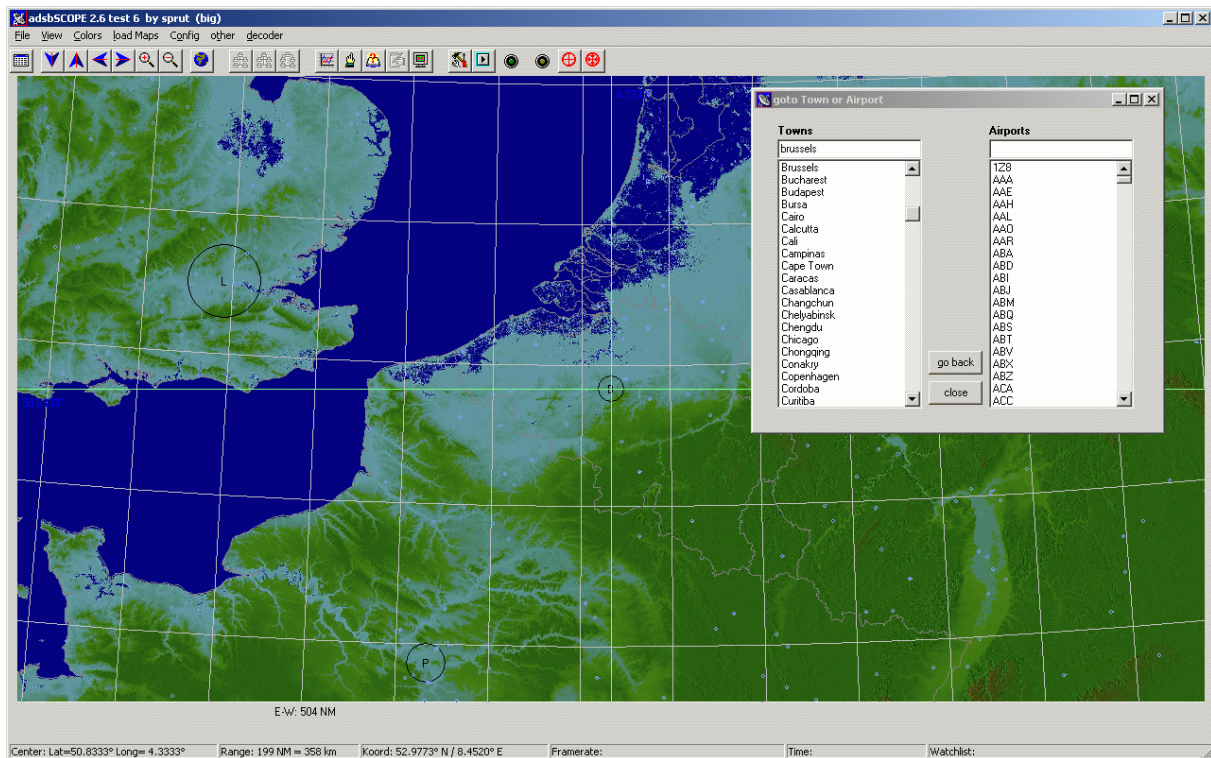 adsbSCOPE 2.6 test 6 by sprut (big)
File View Colors load Maps Config other decoder
goto Town or Airport
Towns
brussels
Brussels
Bucharest
Budapest
Bursa
Cairo
Calcutta
Cali
Campinas
Cape Town
Caracas
Casablanca
Changchun
Chelyabinsk
Chengdu
Chicago
Chongqing
Conakry
Copenhagen
Cordoba
Curitiba
go back
close
Airports
1Z8
AAA
AAE
AAH
AAL
AAO
AAR
ABA
ABD
ABI
ABJ
ABM
ABQ
ABS
ABT
ABV
ABX
ABZ
ACA
ACC
L
B
P
E-W: 504 NM
Center: Lat=50.8333° Long= 4.3333° Range: 199 NM = 358 km Koord: 52.9773° N / 8.4520° E Framerate: Time: Watchlist: